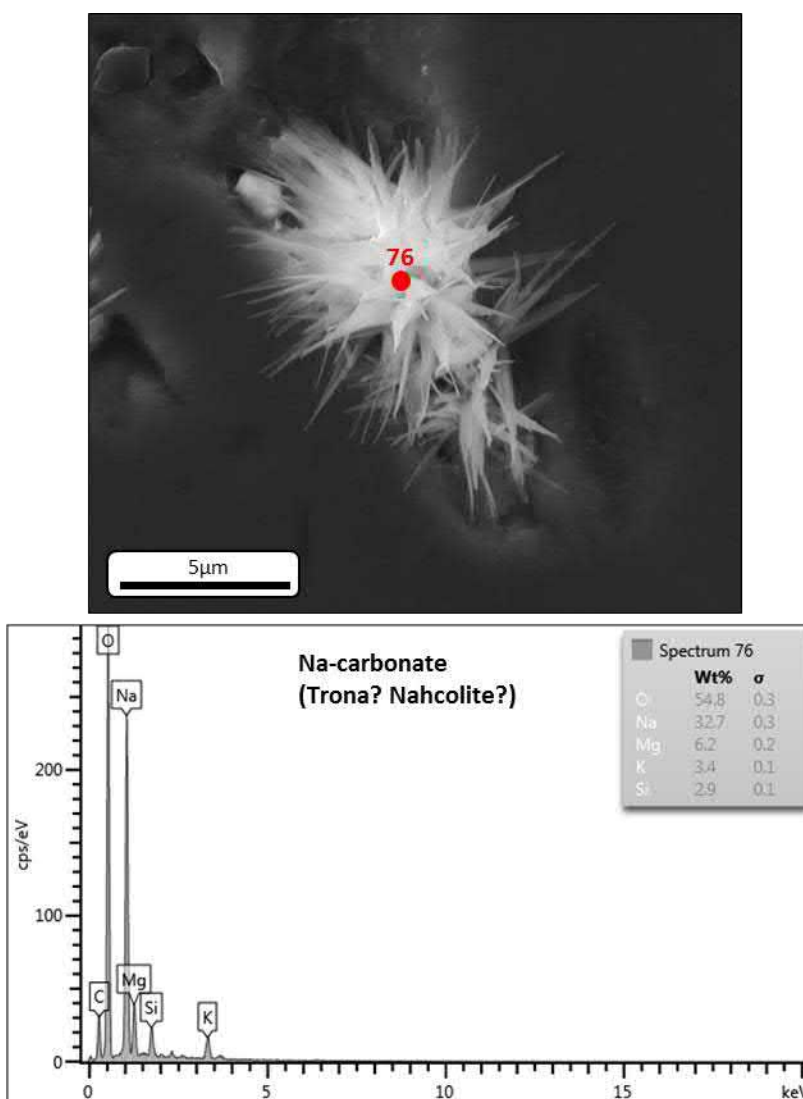 76
5µm
Na-carbonate
(Trona? Nahcolite?)
Spectrum 76
Wt% σ
O 54.8 0.3
Na 32.7 0.3
Mg 6.2 0.2
K 3.4 0.1
Si 2.9 0.1
O
Na
C
Mg
Si
K
cps/eV
200
100
0
0 5 10 15 keV